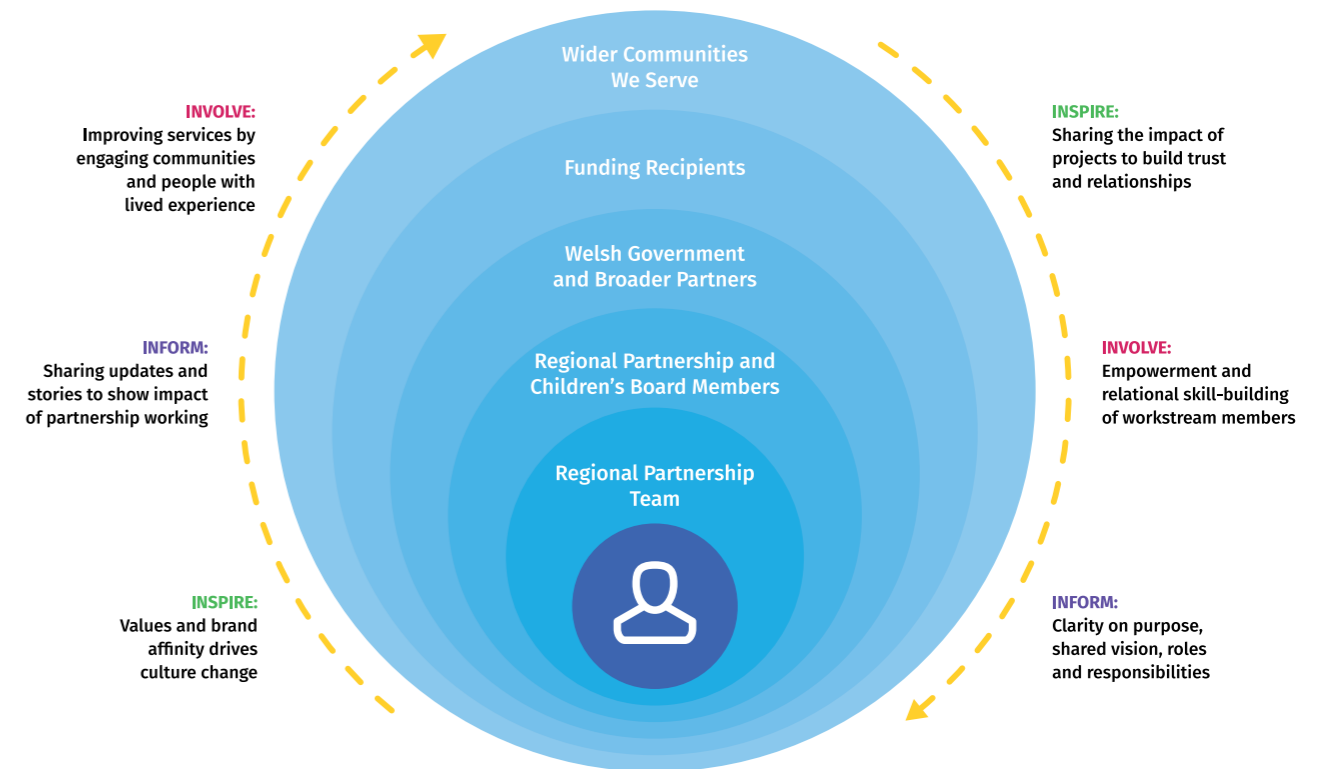 Wider Communities
We Serve
Funding Recipients
Welsh Government
and Broader Partners
Regional Partnership and
Children's Board Members
Regional Partnership
Team
INVOLVE:
Improving services by
engaging communities
and people with
lived experience
INFORM:
Sharing updates and
stories to show impact
of partnership working
INSPIRE:
Values and brand
affinity drives
culture change
INSPIRE:
Sharing the impact of
projects to build trust
and relationships
INVOLVE:
Empowerment and
relational skill-building
of workstream members
INFORM:
Clarity on purpose,
shared vision, roles
and responsibilities